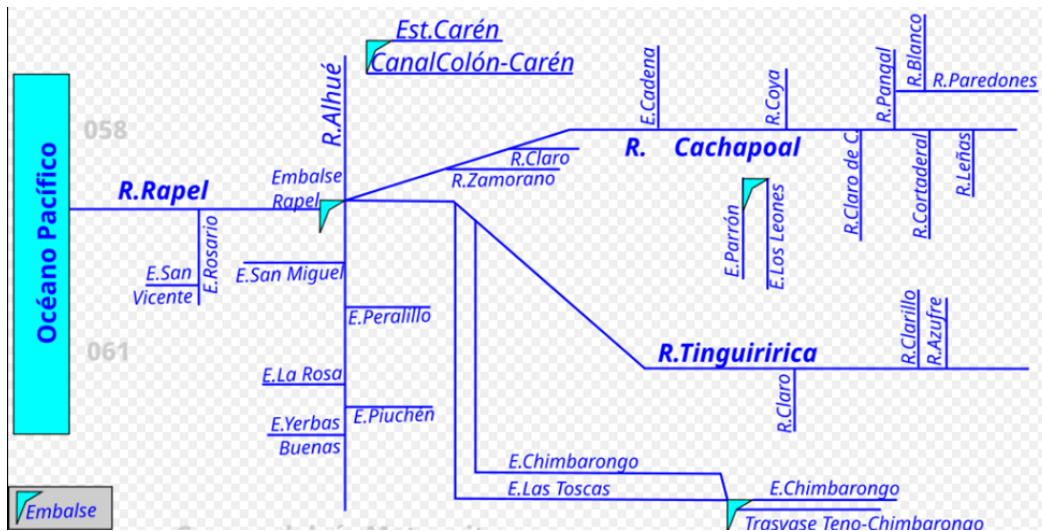 Est.Carén
CanalColón-Carén
R.Alhué
E.Cadena
R.Coya
R.Pangal
R.Blanco
R.Paredones
058
Océano Pacífico
R.Rapel
Embalse
Rapel
R.Claro
R.Zamorano
R. Cachapoal
R.Claro de C.
R.Cortaderal
R.Leñas
E.Parrón
E.Los Leones
E.Rosario
E.San
Vicente
E.San Miguel
E.Peralillo
061
R.Tinguiririca
R.Clarillo
R.Azufre
R.Claro
E.La Rosa
E.Piuchén
E.Yerbas
Buenas
E.Chimbarongo
E.Las Toscas
E.Chimbarongo
Trasvase Teno-Chimbarongo
Embalse